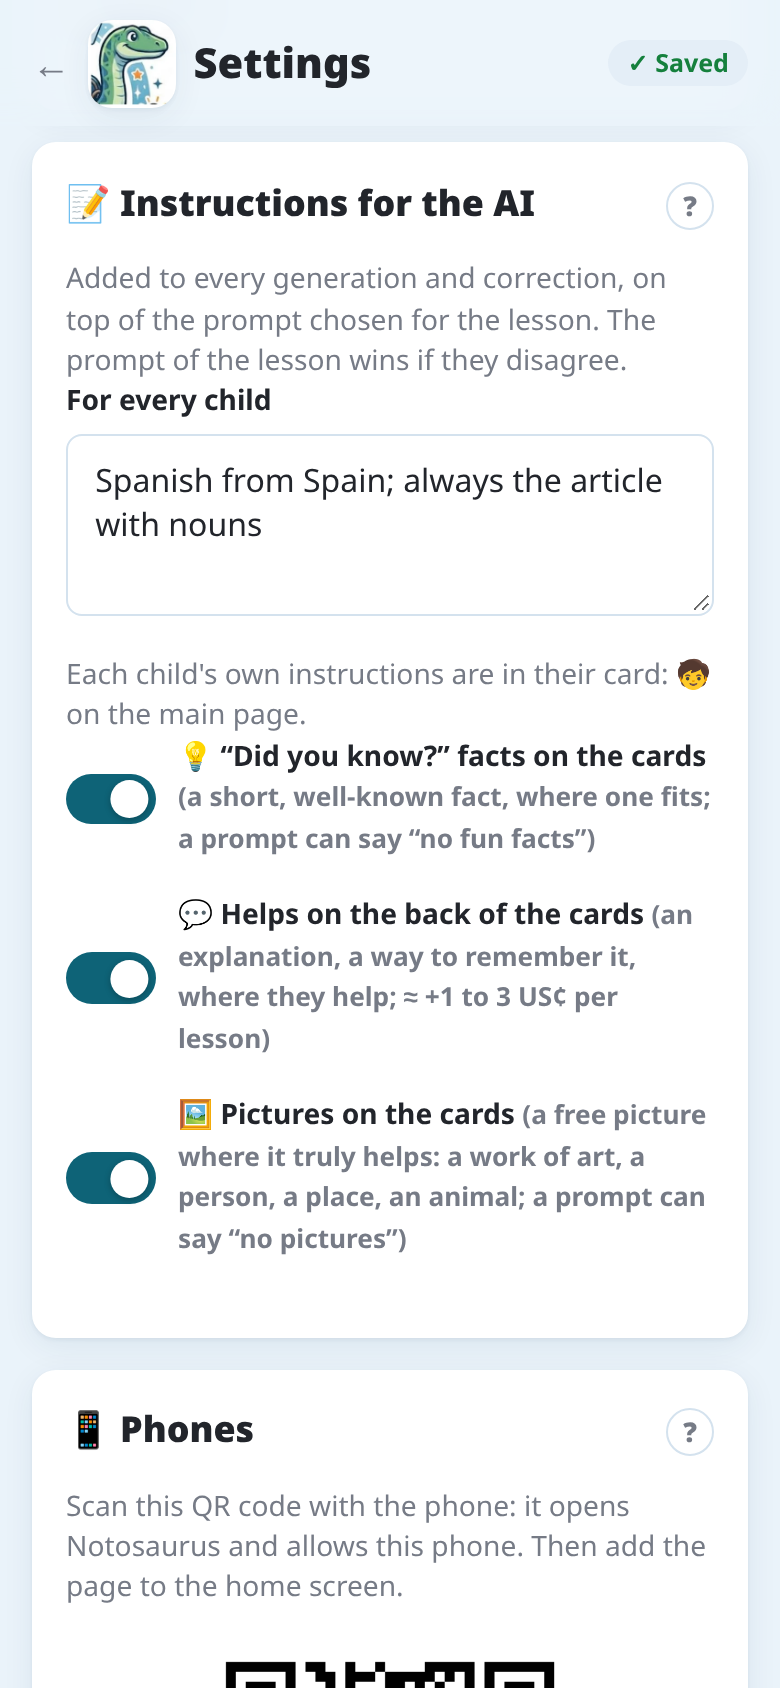 ← Settings ✓ Saved
📝 Instructions for the AI ?
Added to every generation and correction, on
top of the prompt chosen for the lesson. The
prompt of the lesson wins if they disagree.
For every child
Spanish from Spain; always the article
with nouns
Each child's own instructions are in their card: 🧒
on the main page.
💡 “Did you know?” facts on the cards
(a short, well-known fact, where one fits;
a prompt can say “no fun facts”)
💬 Helps on the back of the cards (an
explanation, a way to remember it,
where they help; ≈ +1 to 3 US¢ per
lesson)
🖼️ Pictures on the cards (a free picture
where it truly helps: a work of art, a
person, a place, an animal; a prompt can
say “no pictures”)
📱 Phones ?
Scan this QR code with the phone: it opens
Notosaurus and allows this phone. Then add the
page to the home screen.